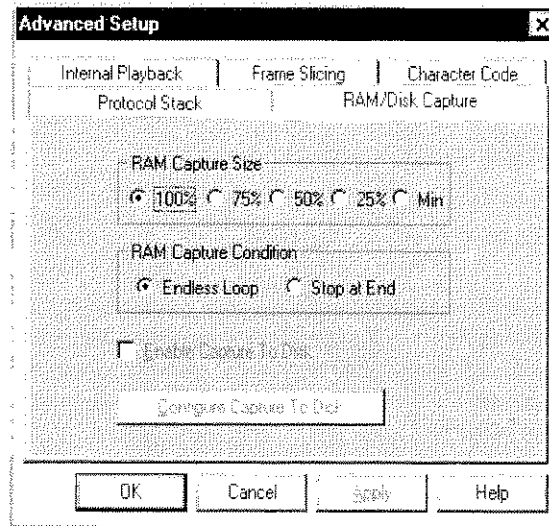 Advanced Setup
Internal Playback Frame Slicing Character Code
Protocol Stack RAM/Disk Capture
RAM Capture Size
100% 75% 50% 25% Min
RAM Capture Condition
Endless Loop Stop at End
Enable Capture To Disk
Configure Capture To Disk
OK Cancel Apply Help